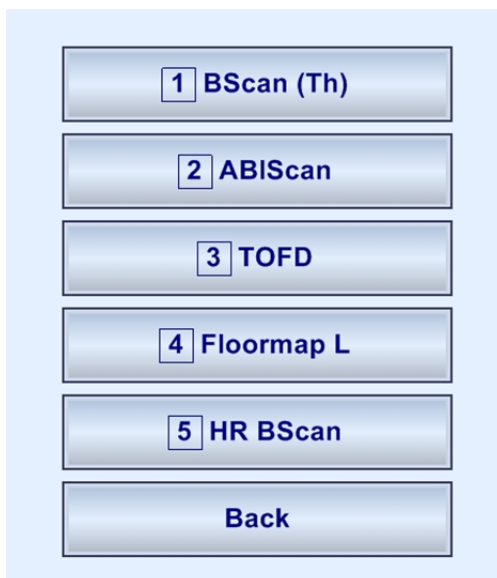 1 BScan (Th)
2 ABIScan
3 TOFD
4 Floormap L
5 HR BScan
Back